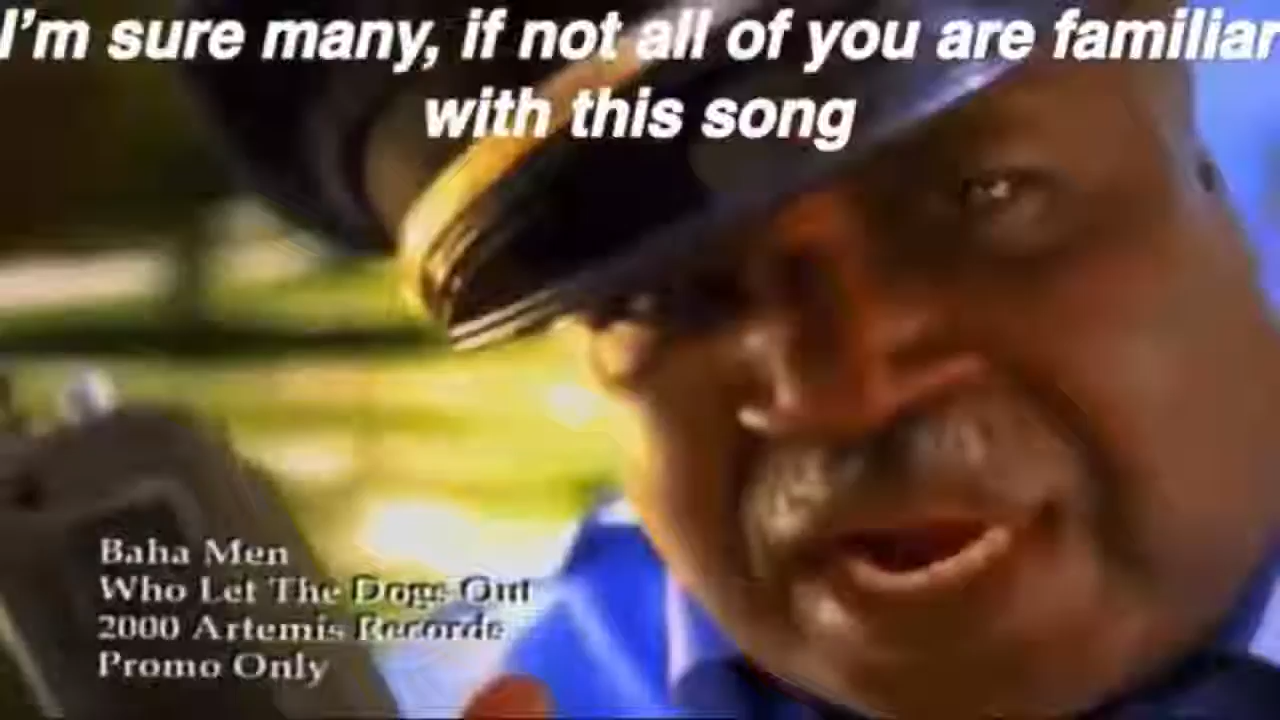 I'm sure many, if not all of you are familiar
with this song
Baha Men
Who Let The Dogs Out
2000 Artemis Records
Promo Only